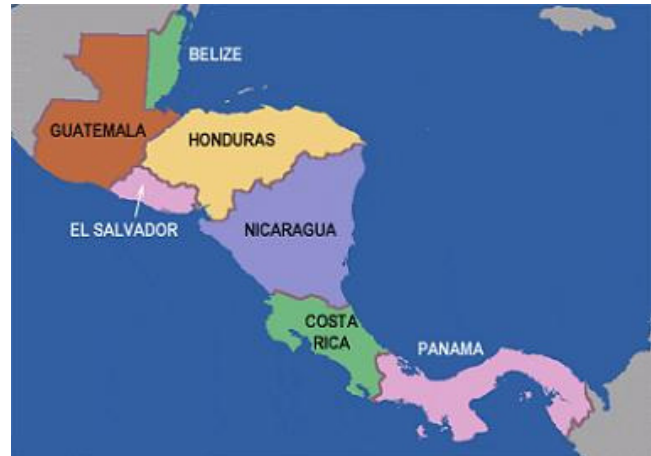 BELIZE
GUATEMALA
HONDURAS
EL SALVADOR
NICARAGUA
COSTA
RICA
PANAMA